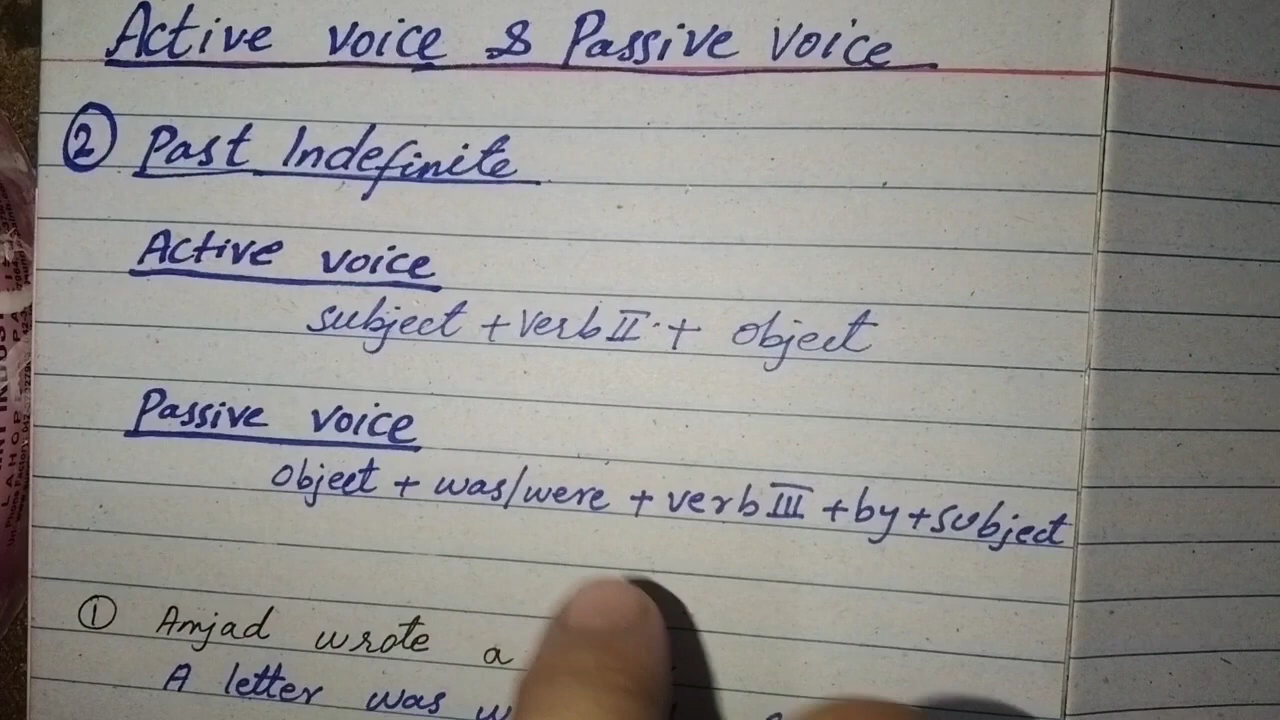 Active voice & Passive voice
② Past Indefinite
Active voice
subject + verb II + object
Passive voice
object + was/were + verb III + by + subject
① Amjad wrote a
A letter was